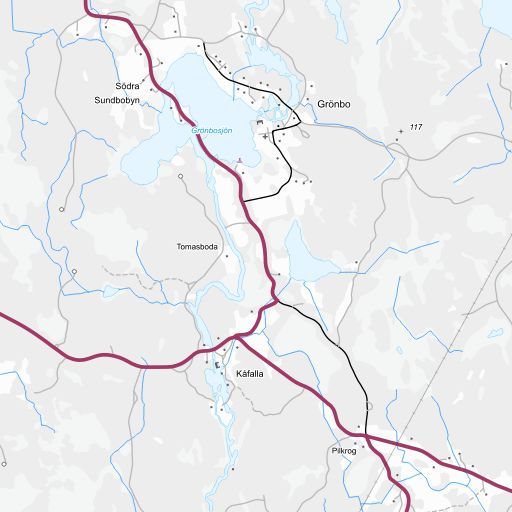 Södra
Sundbobyn
Grönbo
Grönbosjön
117
Tomasboda
Kåfalla
Pilkrog